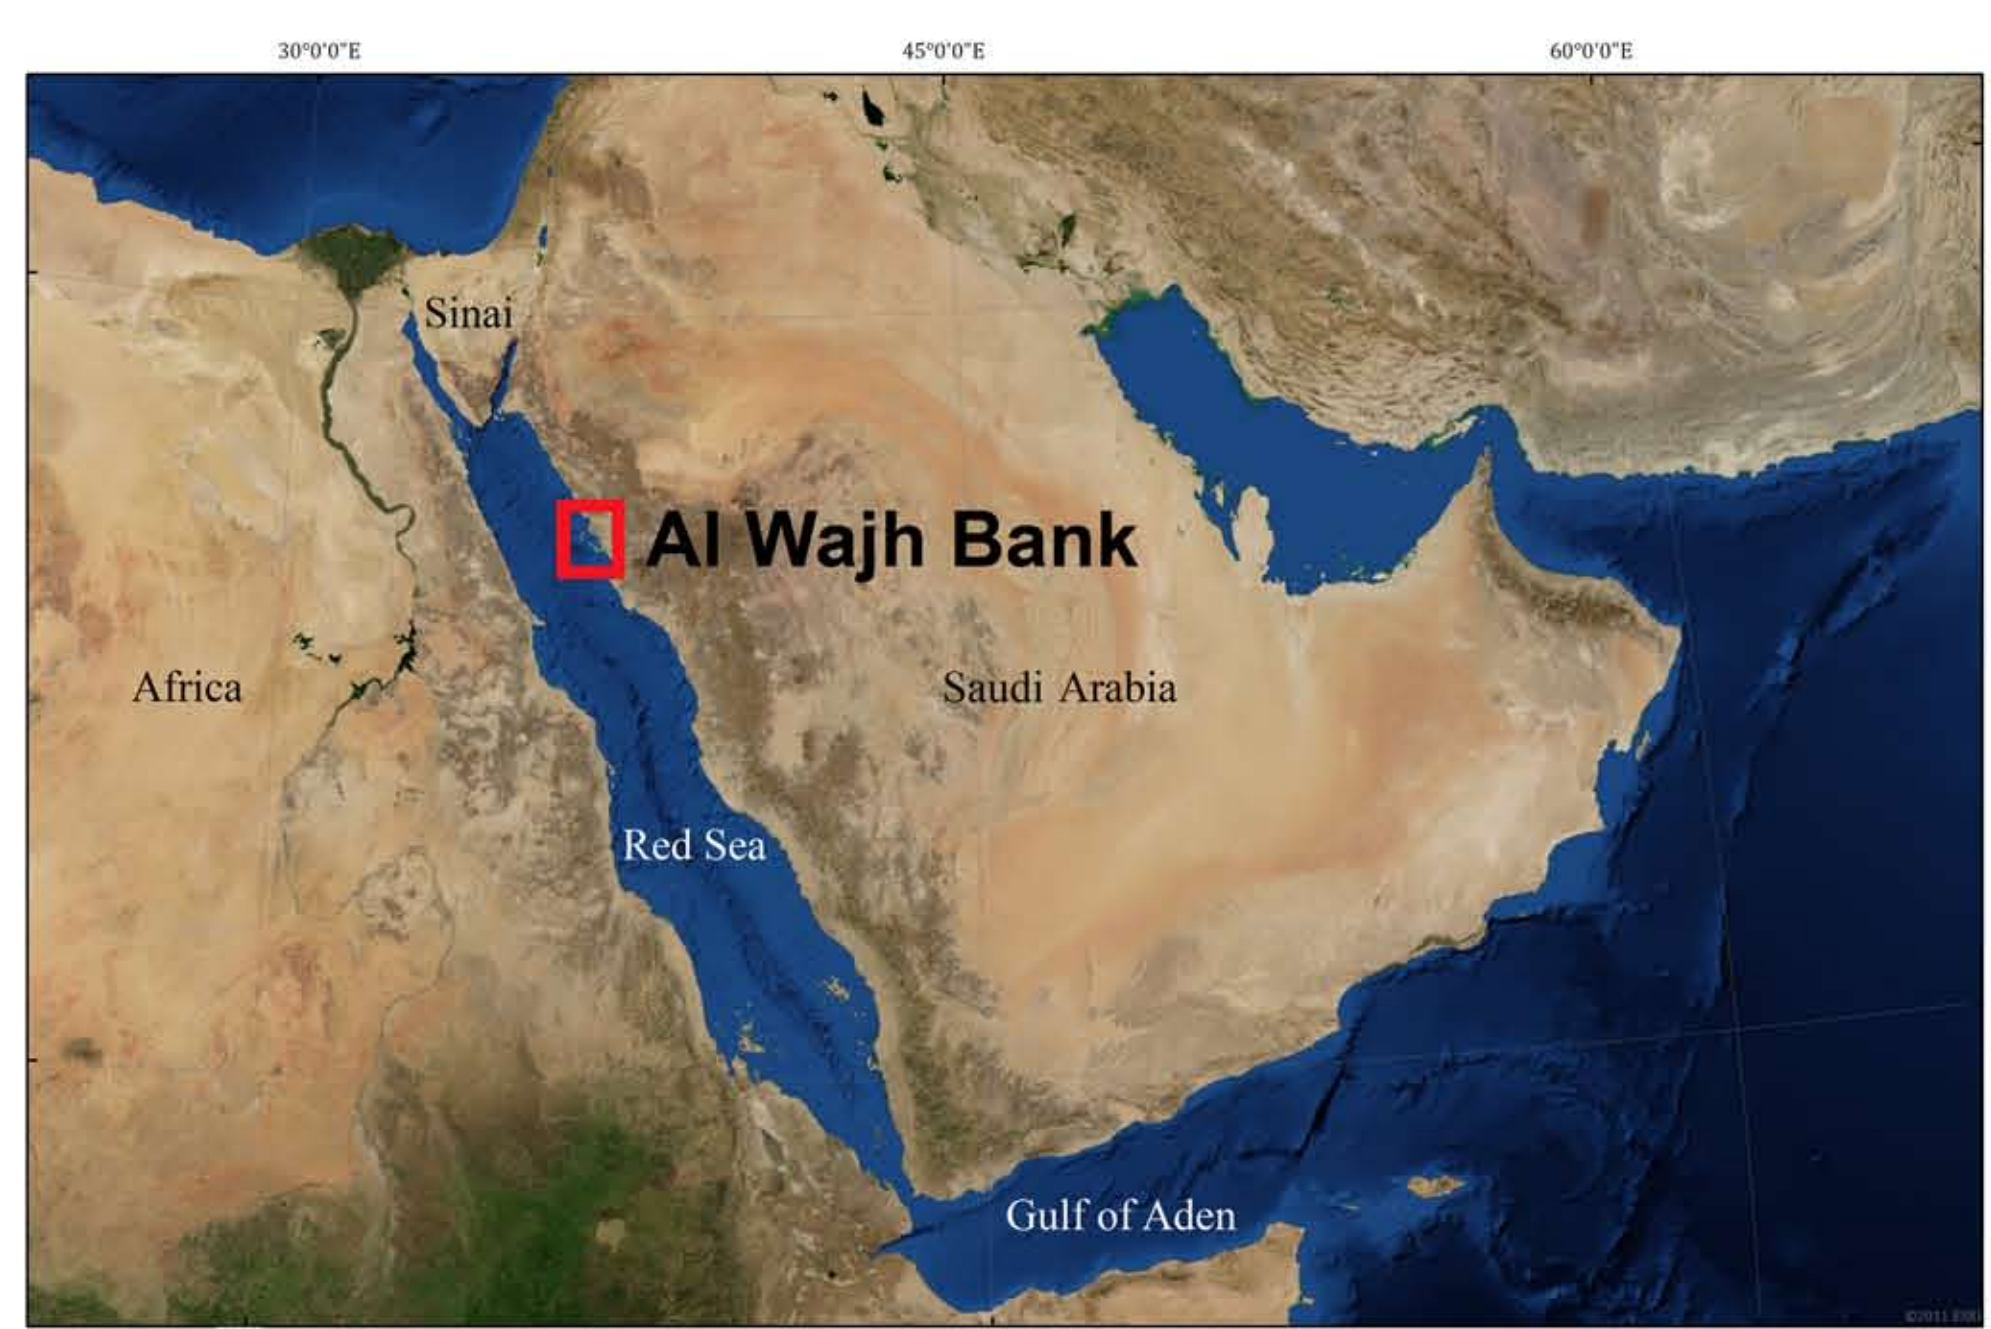 30°0'0"E
45°0'0"E
60°0'0"E
Sinai
Al Wajh Bank
Africa
Saudi Arabia
Red Sea
Gulf of Aden